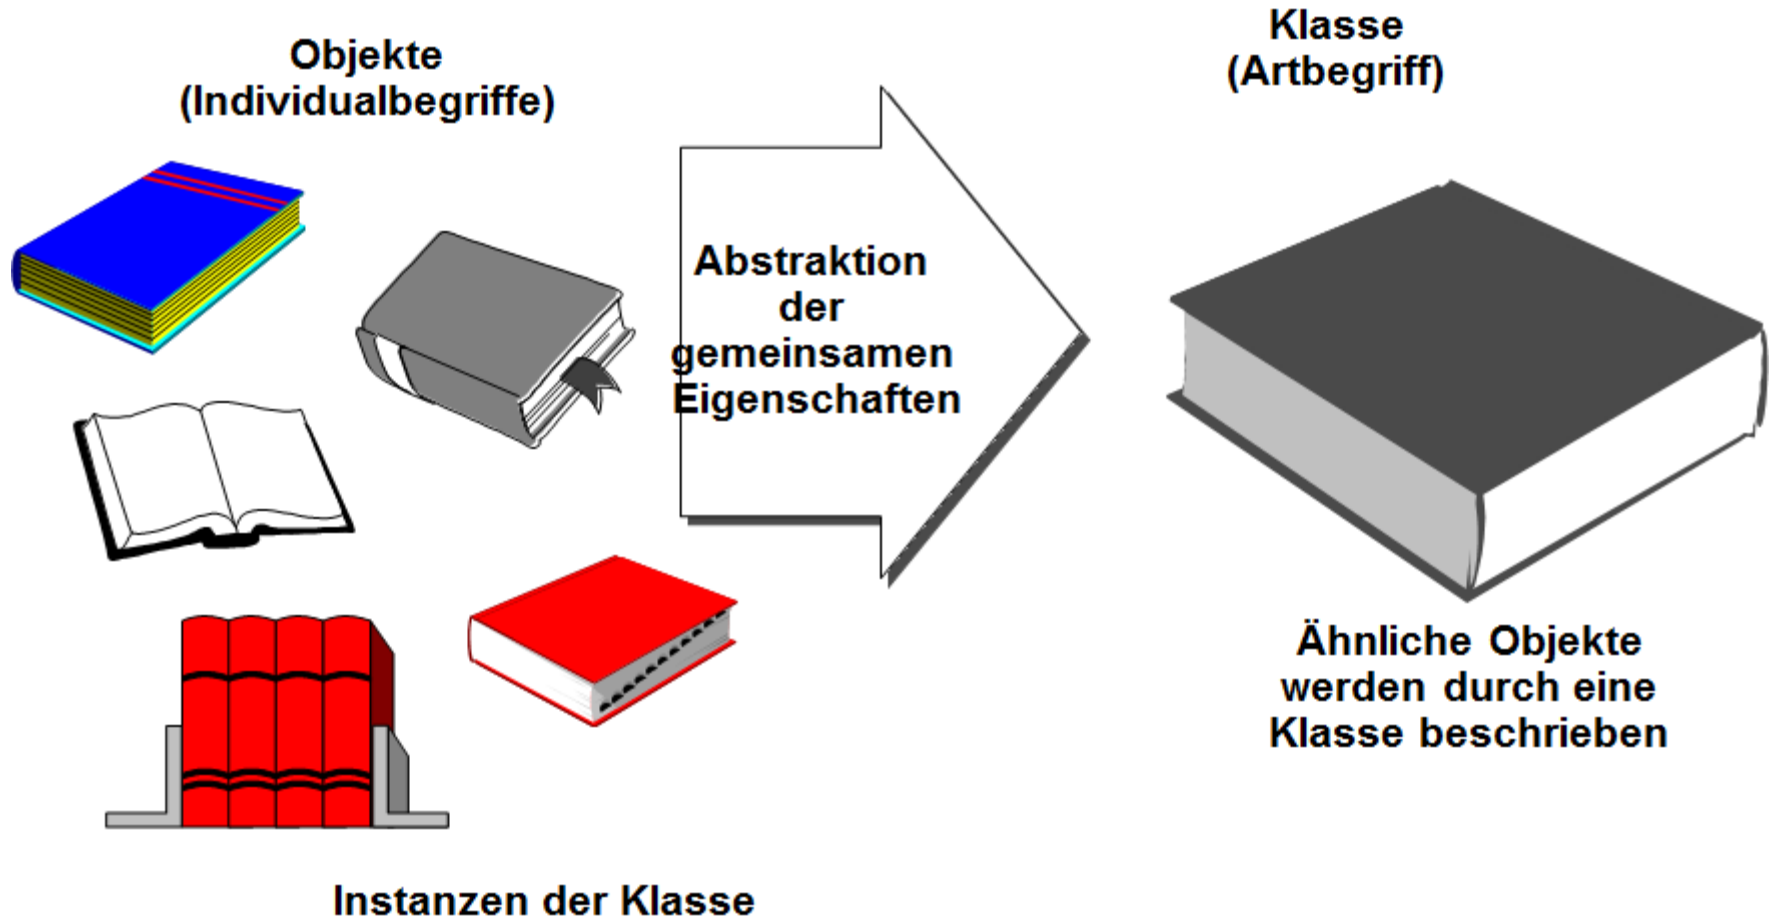 Objekte
(Individualbegriffe)
Klasse
(Artbegriff)
Abstraktion
der
gemeinsamen
Eigenschaften
Ähnliche Objekte
werden durch eine
Klasse beschrieben
Instanzen der Klasse